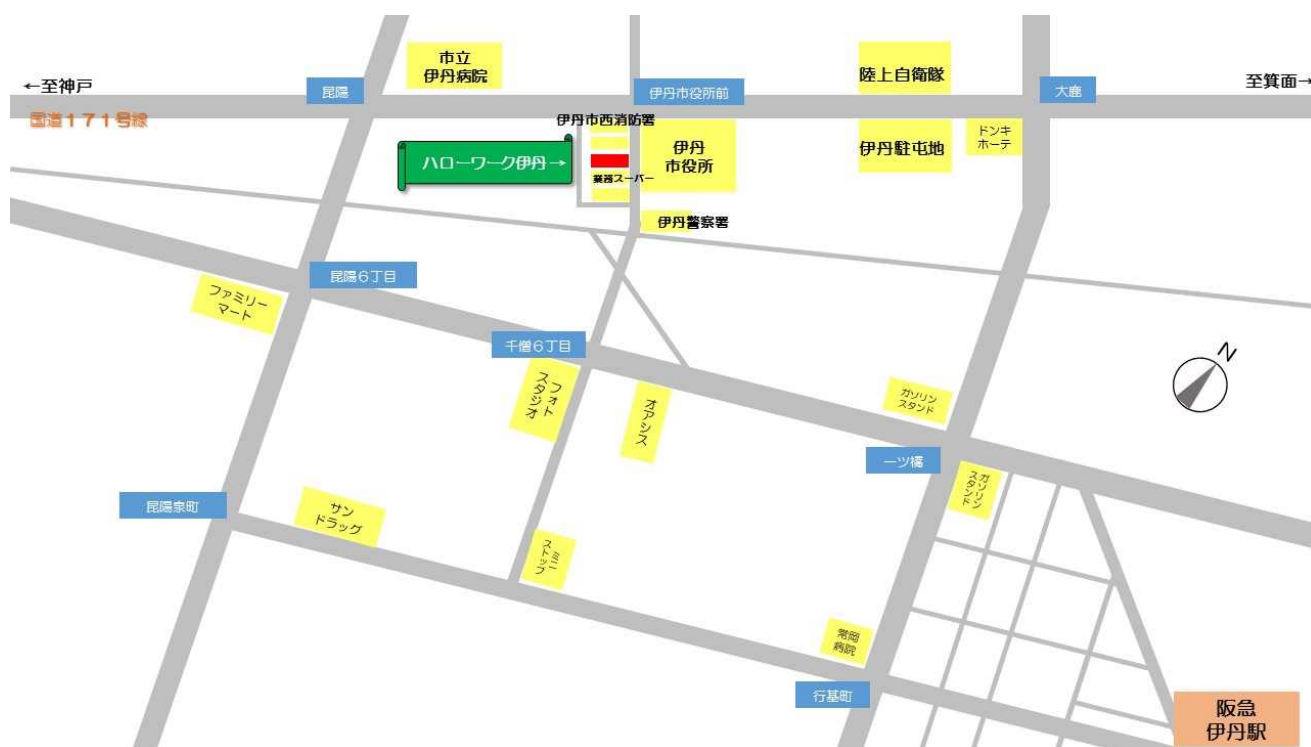 市立
伊丹病院
陸上自衛隊
←至神戸
昆陽
伊丹市役所前
大鹿
至箕面→
国道171号線
伊丹市西消防署
ドンキ
ホーテ
ハローワーク伊丹→
伊丹
市役所
伊丹駐屯地
業務スーパー
伊丹警察署
昆陽6丁目
ファミリー
マート
千僧6丁目
N
フォト
スタジオ
オアシス
ガソリン
スタンド
一ツ橋
ガソリン
スタンド
昆陽泉町
サン
ドラッグ
ミニ
ストップ
常岡
病院
行基町
阪急
伊丹駅